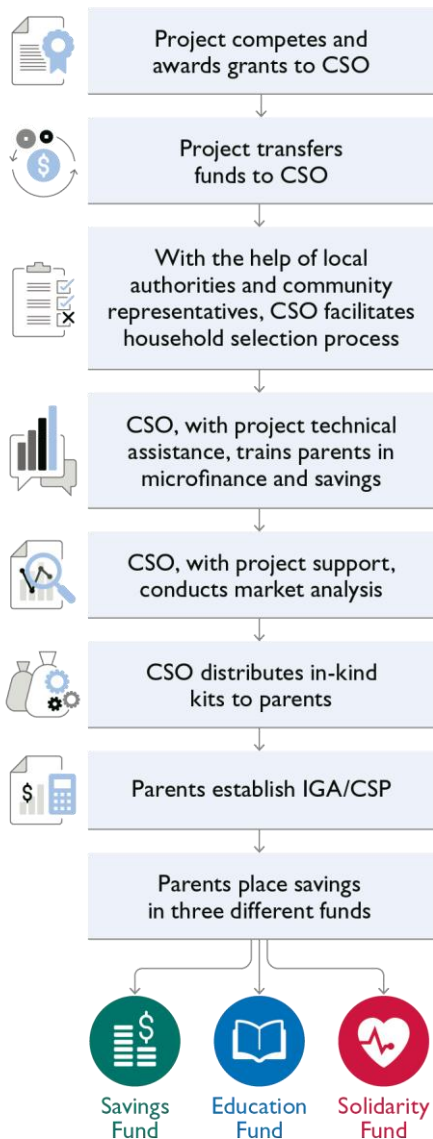 Project competes and
awards grants to CSO
$
Project transfers
funds to CSO
With the help of local
authorities and community
representatives, CSO facilitates
household selection process
CSO, with project technical
assistance, trains parents in
microfinance and savings
CSO, with project support,
conducts market analysis
CSO distributes in-kind
kits to parents
$
Parents establish IGA/CSP
Parents place savings
in three different funds
$
Savings
Fund
Education
Fund
Solidarity
Fund